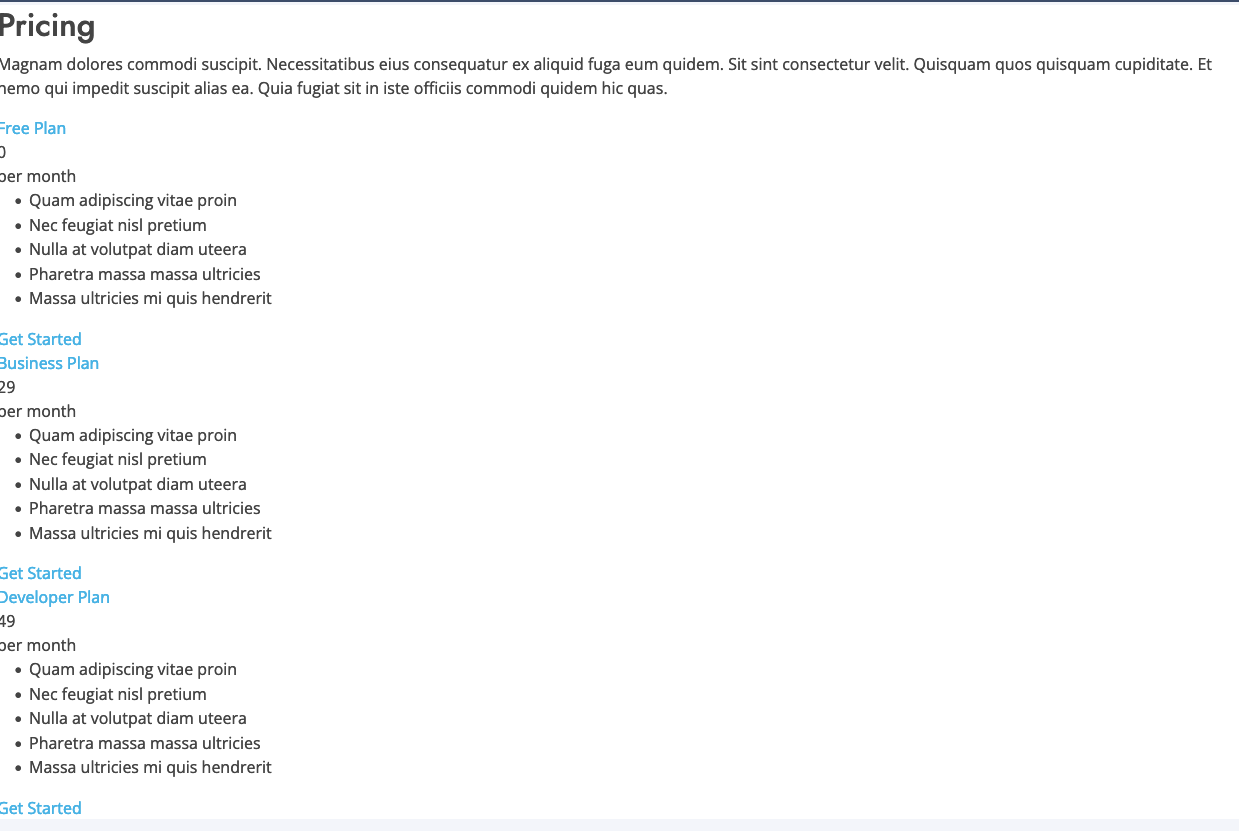 Pricing
Magnam dolores commodi suscipit. Necessitatibus eius consequatur ex aliquid fuga eum quidem. Sit sint consectetur velit. Quisquam quos quisquam cupiditate. Et
nemo qui impedit suscipit alias ea. Quia fugiat sit in iste officiis commodi quidem hic quas.
Free Plan
0
per month
• Quam adipiscing vitae proin
• Nec feugiat nisl pretium
• Nulla at volutpat diam uteera
• Pharetra massa massa ultricies
• Massa ultricies mi quis hendrerit
Get Started
Business Plan
29
per month
• Quam adipiscing vitae proin
• Nec feugiat nisl pretium
• Nulla at volutpat diam uteera
• Pharetra massa massa ultricies
• Massa ultricies mi quis hendrerit
Get Started
Developer Plan
49
per month
• Quam adipiscing vitae proin
• Nec feugiat nisl pretium
• Nulla at volutpat diam uteera
• Pharetra massa massa ultricies
• Massa ultricies mi quis hendrerit
Get Started